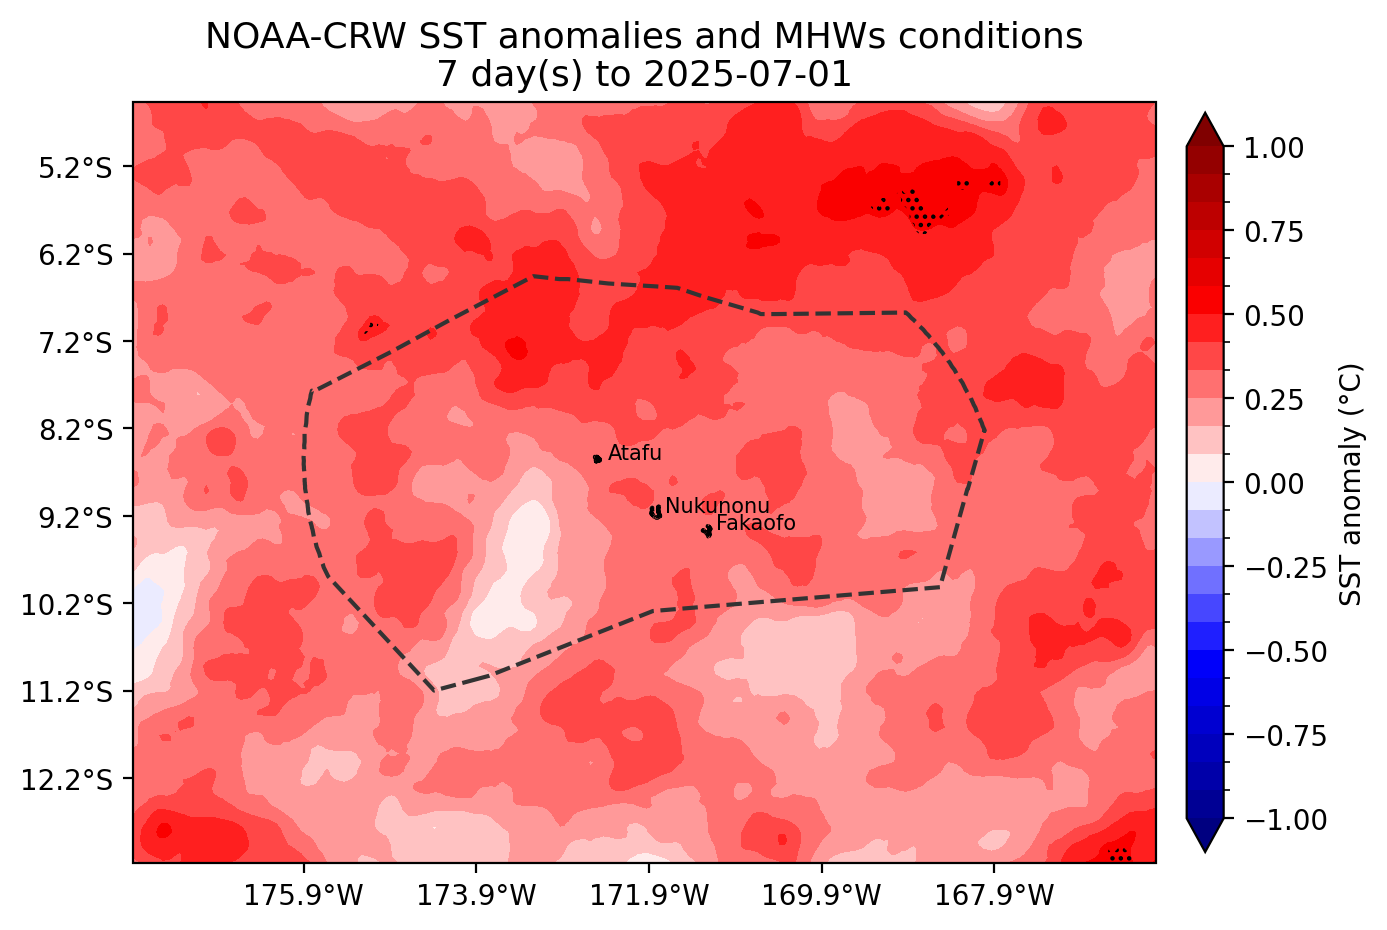 NOAA-CRW SST anomalies and MHWs conditions
7 day(s) to 2025-07-01
5.2°S
6.2°S
7.2°S
8.2°S
9.2°S
10.2°S
11.2°S
12.2°S
Atafu
Nukunonu
Fakaofo
175.9°W
173.9°W
171.9°W
169.9°W
167.9°W
1.00
0.75
0.50
0.25
0.00
−0.25
−0.50
−0.75
−1.00
SST anomaly (°C)